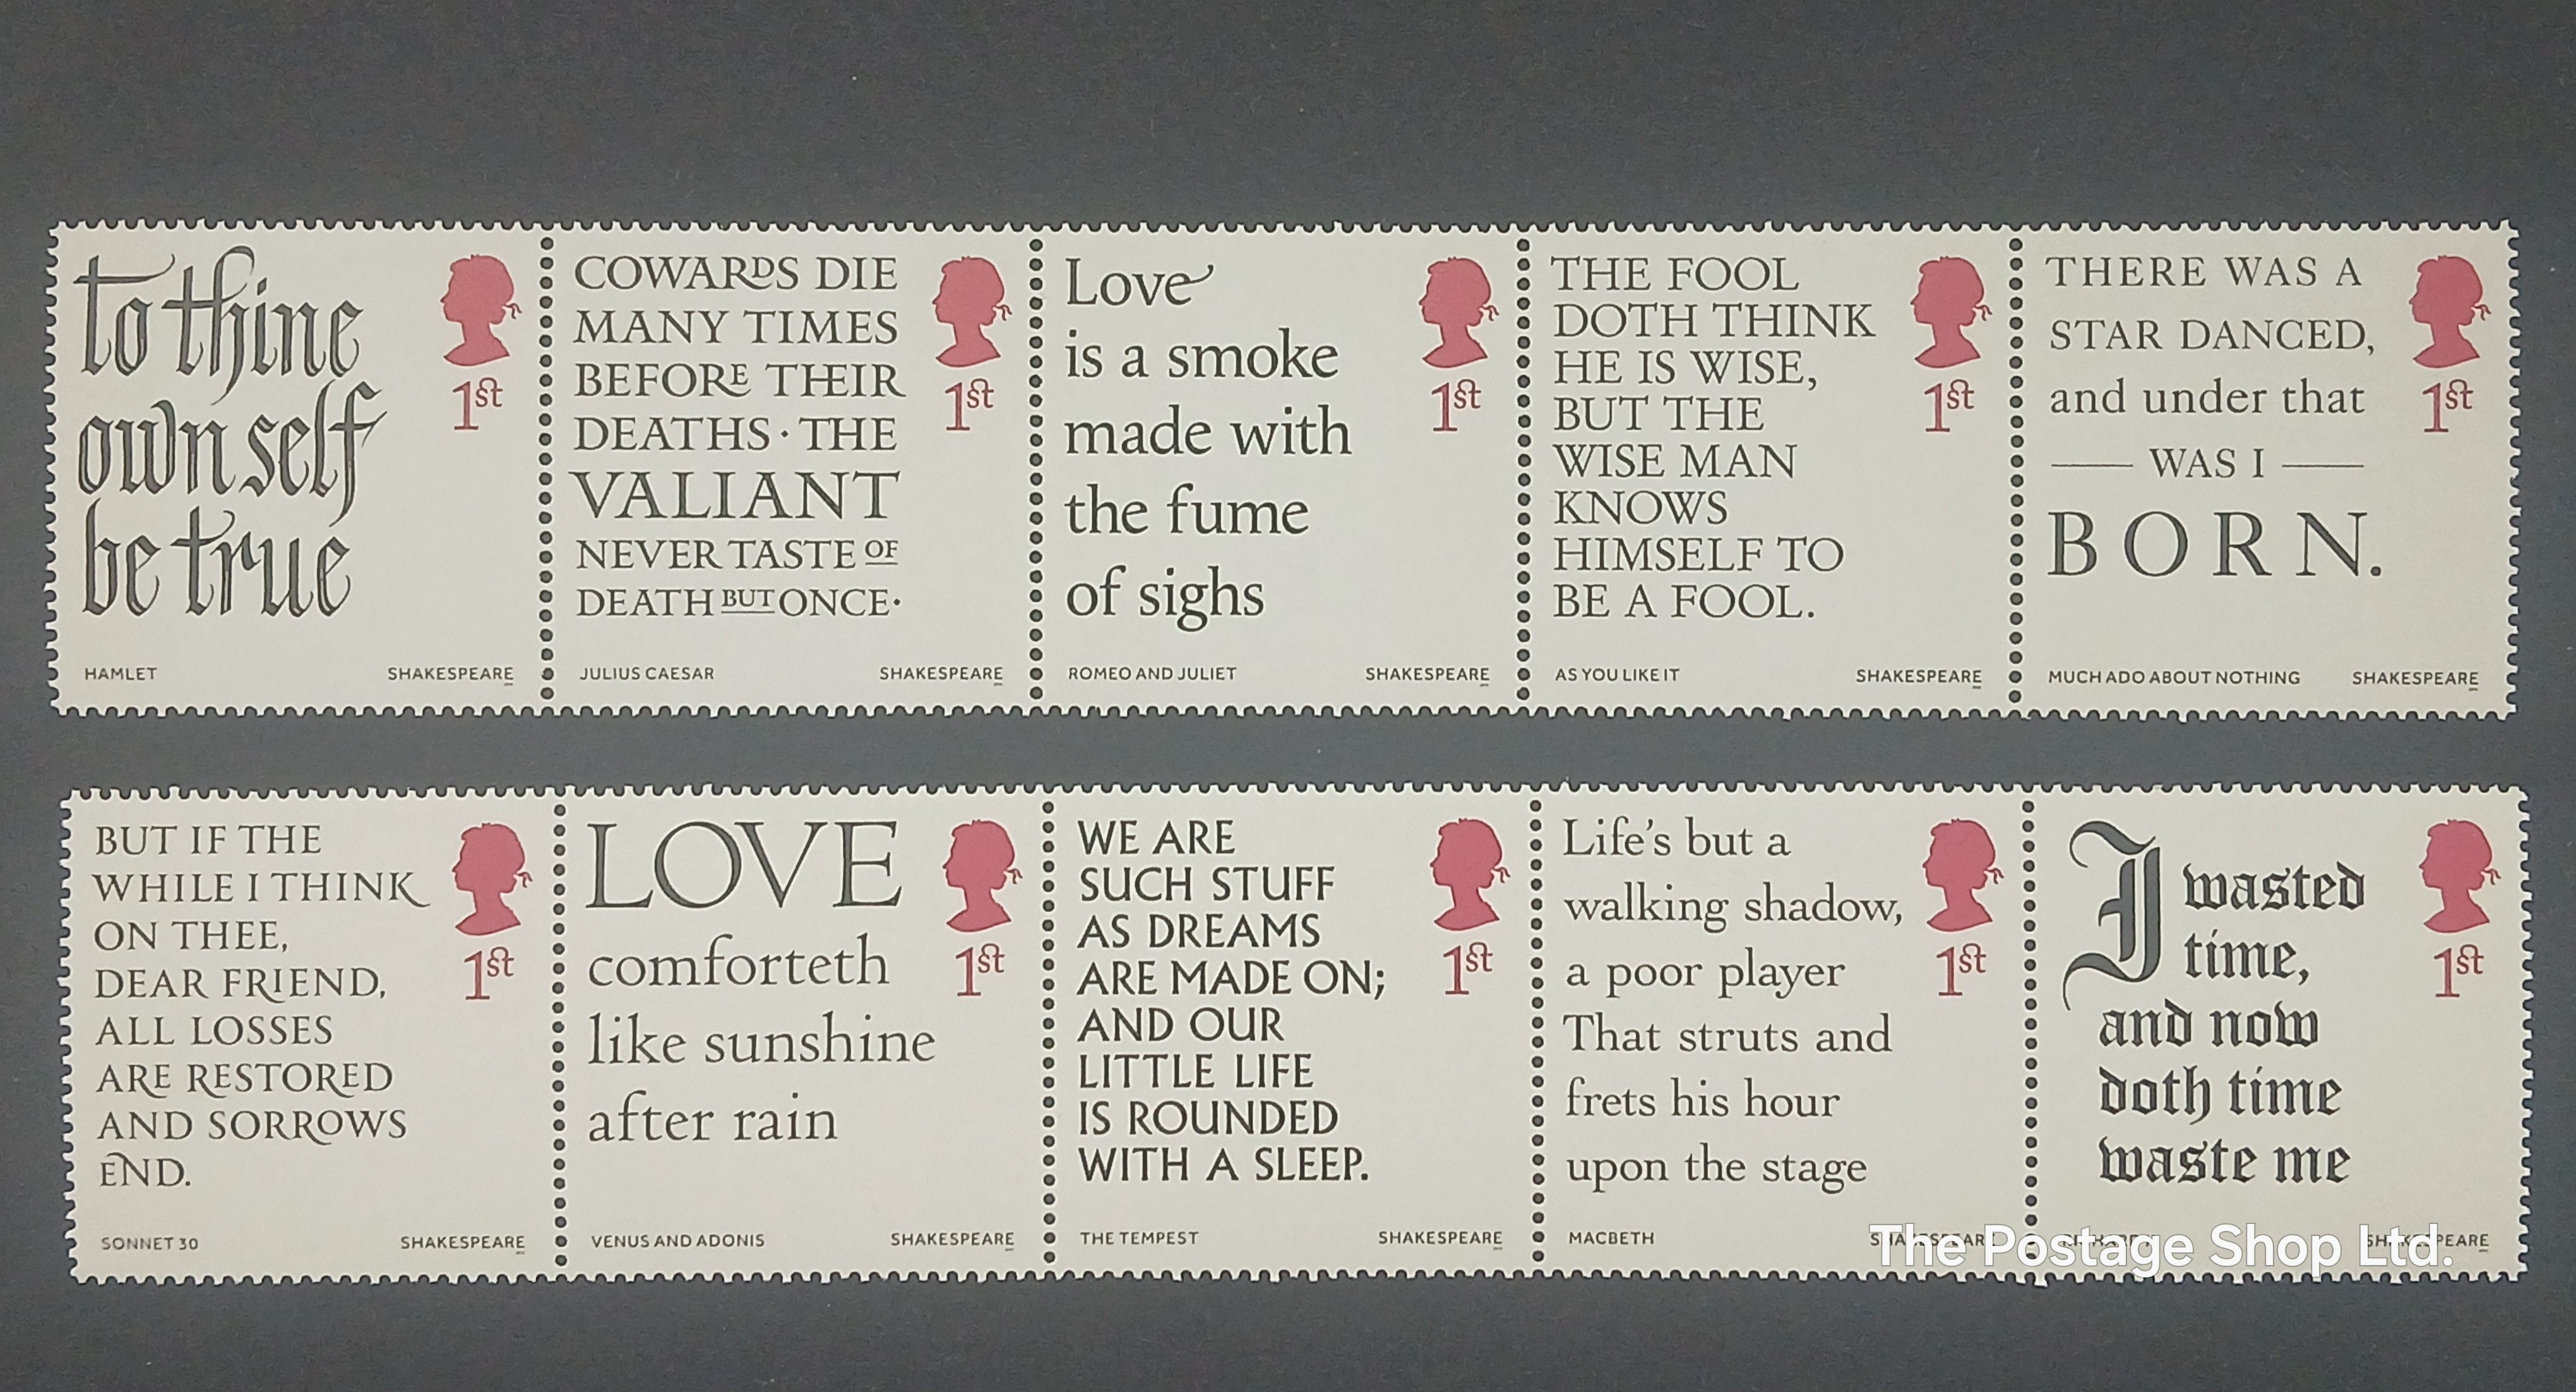 to thine
own self
be true
1st
HAMLET
SHAKESPEARE
COWARDS DIE
MANY TIMES
BEFORE THEIR
DEATHS · THE
VALIANT
NEVER TASTE OF
DEATH BUT ONCE·
1st
JULIUS CAESAR
SHAKESPEARE
Love
is a smoke
made with
the fume
of sighs
1st
ROMEO AND JULIET
SHAKESPEARE
THE FOOL
DOTH THINK
HE IS WISE,
BUT THE
WISE MAN
KNOWS
HIMSELF TO
BE A FOOL.
1st
AS YOU LIKE IT
SHAKESPEARE
THERE WAS A
STAR DANCED,
and under that
WAS I
BORN.
1st
MUCH ADO ABOUT NOTHING
SHAKESPEARE
BUT IF THE
WHILE I THINK
ON THEE,
DEAR FRIEND,
ALL LOSSES
ARE RESTORED
AND SORROWS
END.
1st
SONNET 30
SHAKESPEARE
LOVE
comforteth
like sunshine
after rain
1st
VENUS AND ADONIS
SHAKESPEARE
WE ARE
SUCH STUFF
AS DREAMS
ARE MADE ON;
AND OUR
LITTLE LIFE
IS ROUNDED
WITH A SLEEP.
1st
THE TEMPEST
SHAKESPEARE
Life's but a
walking shadow,
a poor player
That struts and
frets his hour
upon the stage
1st
MACBETH
SHAKESPEARE
I wasted
time,
and now
doth time
waste me
1st
SHAKESPEARE
The Postage Shop Ltd.